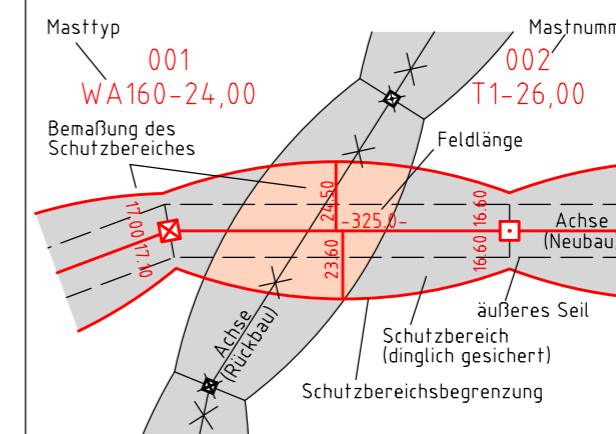 Masttyp
Mastnumm
001
WA160-24,00
002
T1-26,00
Bemaßung des
Schutzbereiches
Feldlänge
24.50
-325.0-
23.60
17.00
17.10
16.60
16.60
Achse
(Neubau
äußeres Seil
Achse
(Rückbau)
Schutzbereich
(dinglich gesichert)
Schutzbereichsbegrenzung